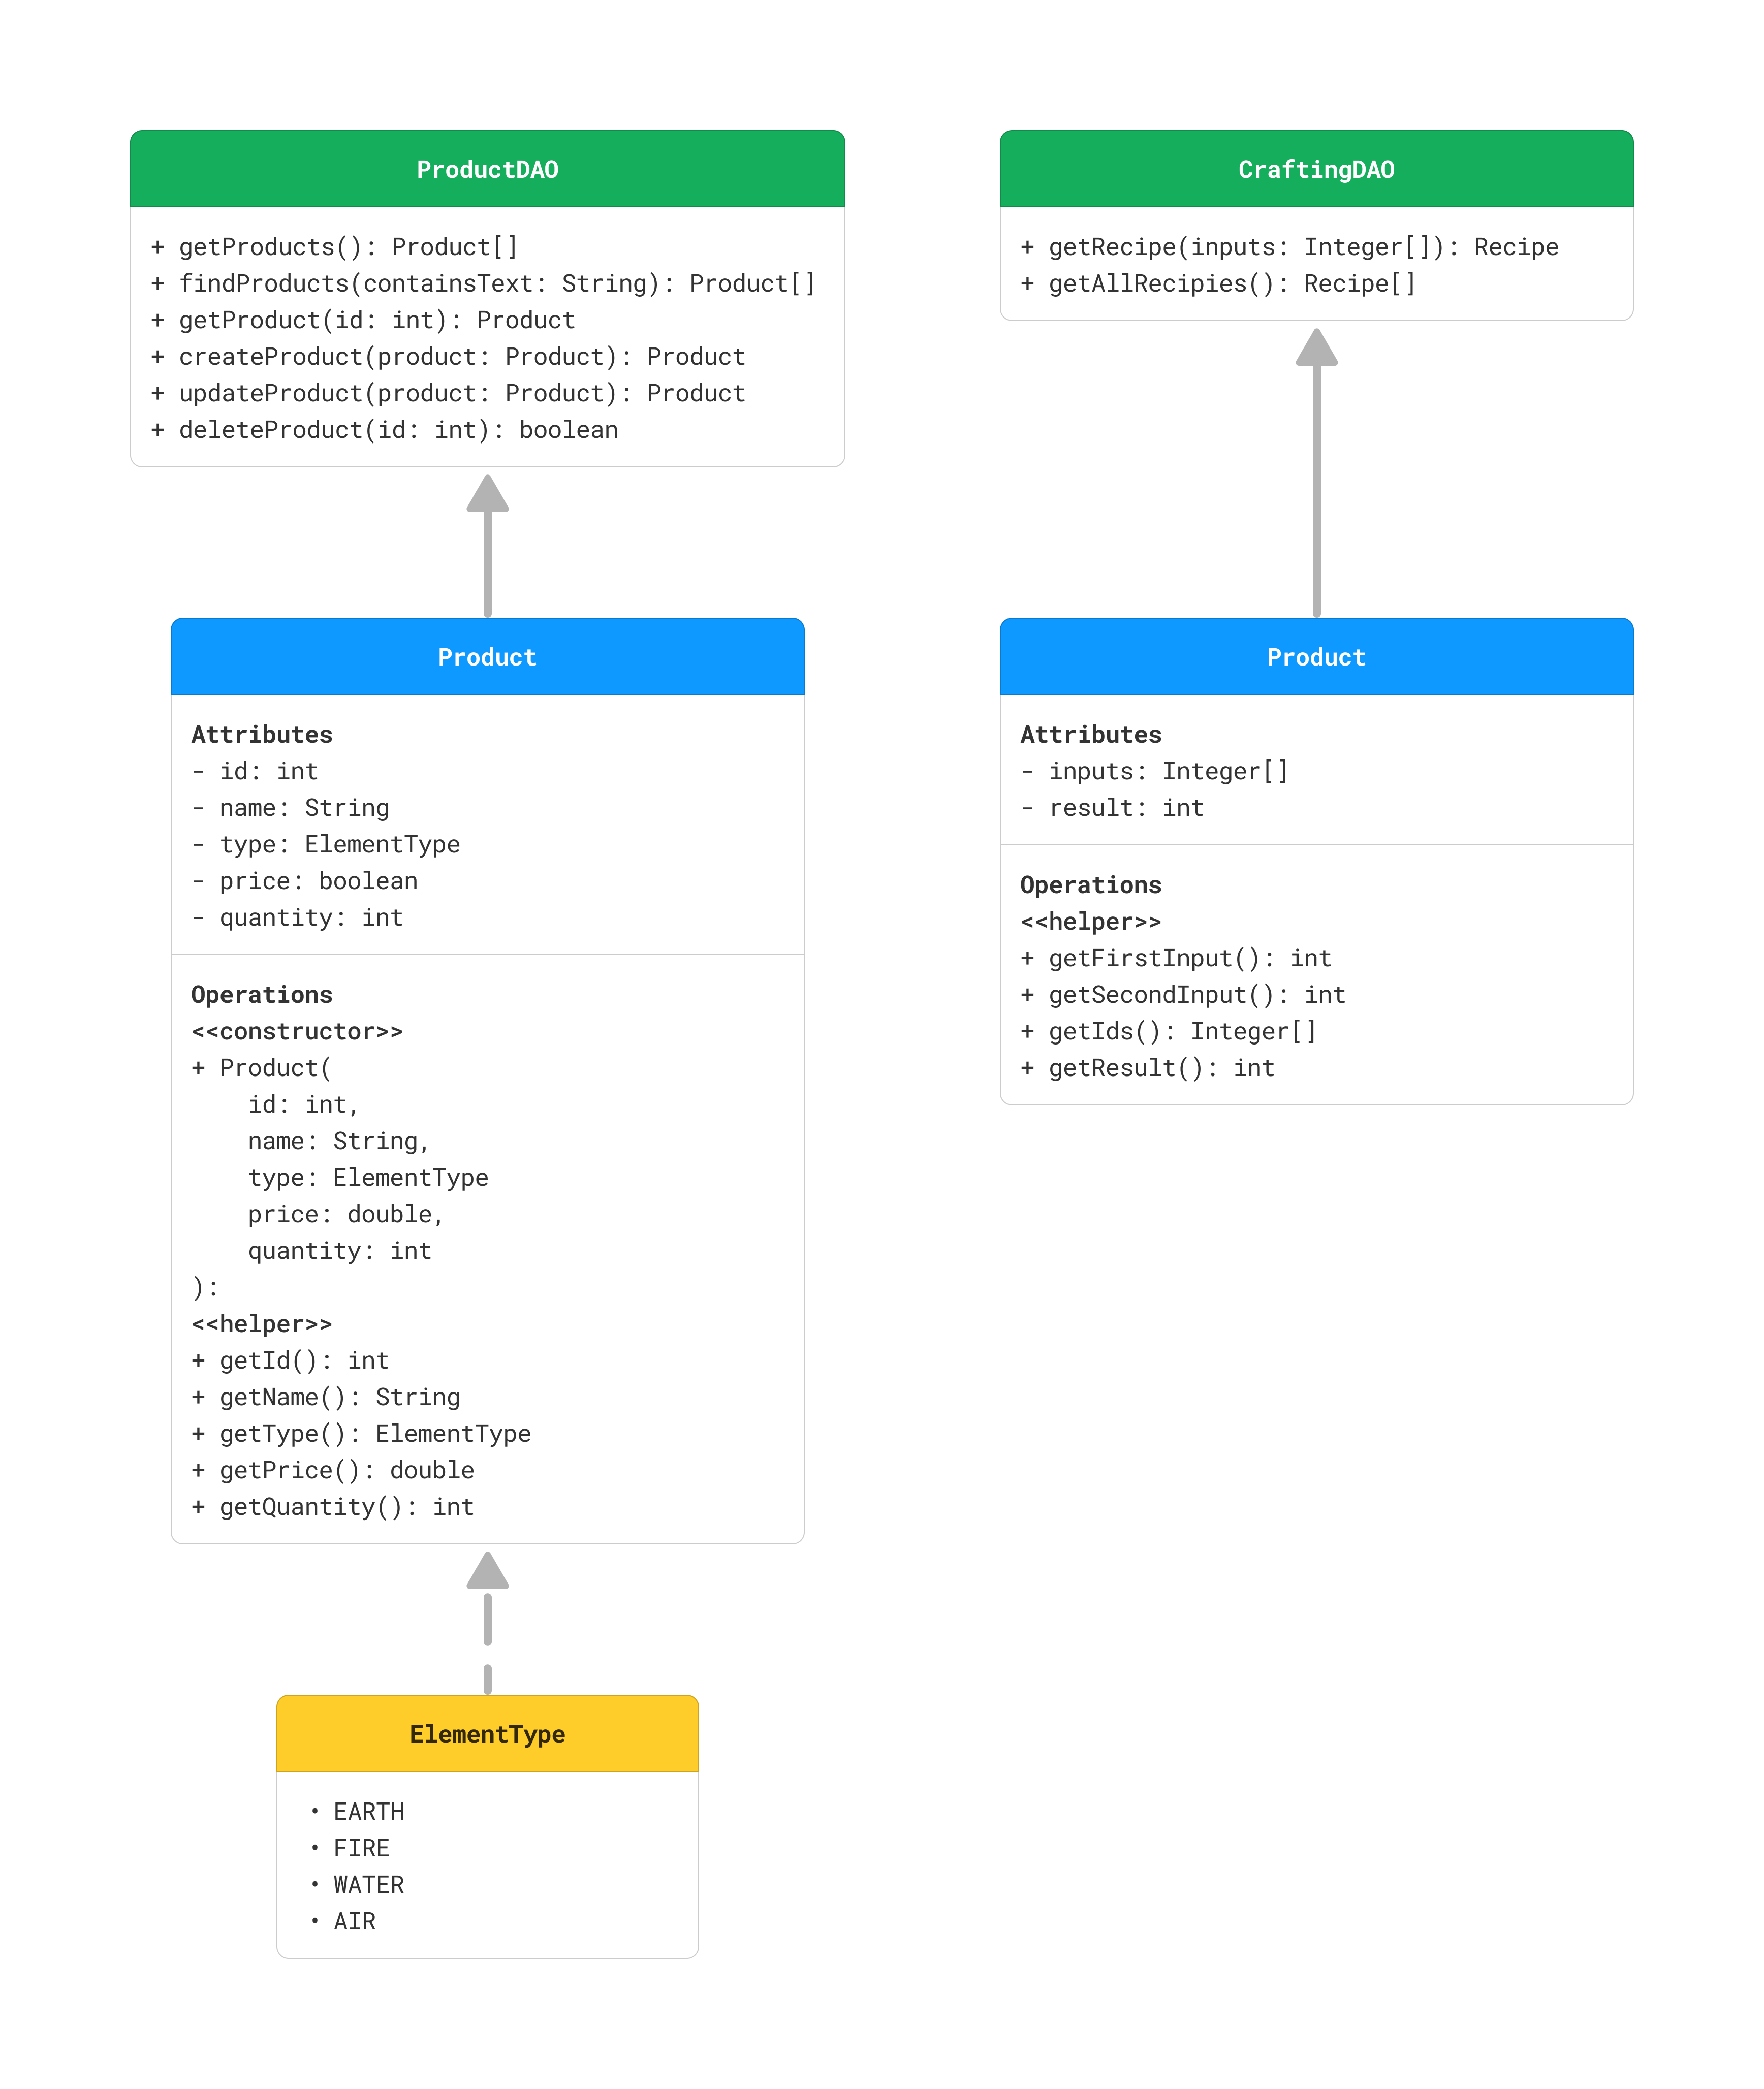 ProductDAO
+ getProducts(): Product[]
+ findProducts(containsText: String): Product[]
+ getProduct(id: int): Product
+ createProduct(product: Product): Product
+ updateProduct(product: Product): Product
+ deleteProduct(id: int): boolean
Product
Attributes
- id: int
- name: String
- type: ElementType
- price: boolean
- quantity: int
Operations
<<constructor>>
+ Product(
id: int,
name: String,
type: ElementType
price: double,
quantity: int
):
<<helper>>
+ getId(): int
+ getName(): String
+ getType(): ElementType
+ getPrice(): double
+ getQuantity(): int
ElementType
• EARTH
• FIRE
• WATER
• AIR
CraftingDAO
+ getRecipe(inputs: Integer[]): Recipe
+ getAllRecipies(): Recipe[]
Product
Attributes
- inputs: Integer[]
- result: int
Operations
<<helper>>
+ getFirstInput(): int
+ getSecondInput(): int
+ getIds(): Integer[]
+ getResult(): int